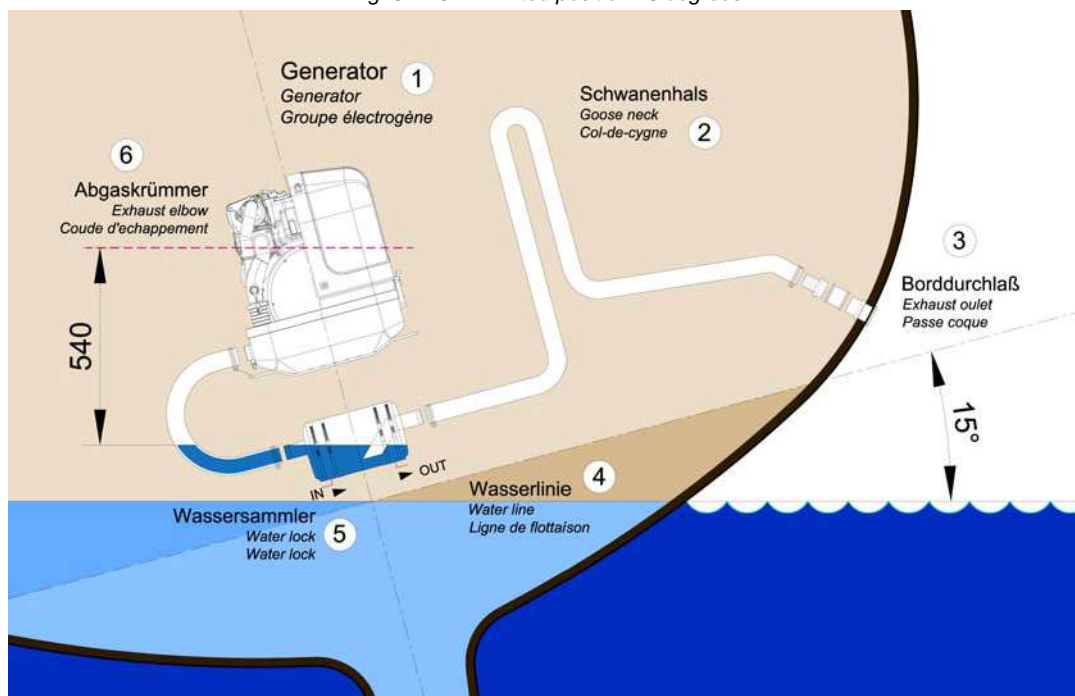 Generator
Generator
Groupe électrogène
1
Schwanenhals
Goose neck
Col-de-cygne
2
6
Abgaskrümmer
Exhaust elbow
Coude d'echappement
3
Borddurchlaß
Exhaust oulet
Passe coque
540
15°
IN
OUT
Wasserlinie
Water line
Ligne de flottaison
4
Wassersammler
Water lock
Water lock
5